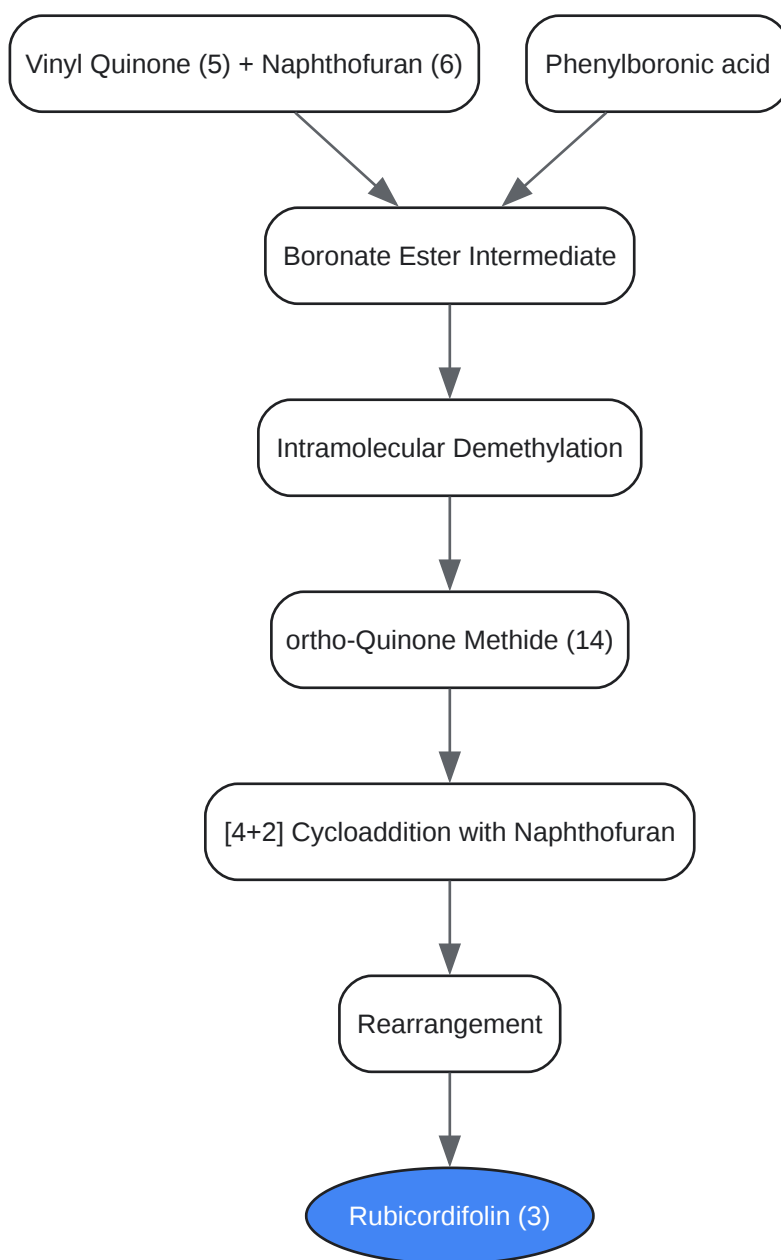 Vinyl Quinone (5) + Naphthofuran (6)
Phenylboronic acid
Boronate Ester Intermediate
Intramolecular Demethylation
ortho-Quinone Methide (14)
[4+2] Cycloaddition with Naphthofuran
Rearrangement
Rubicordifolin (3)